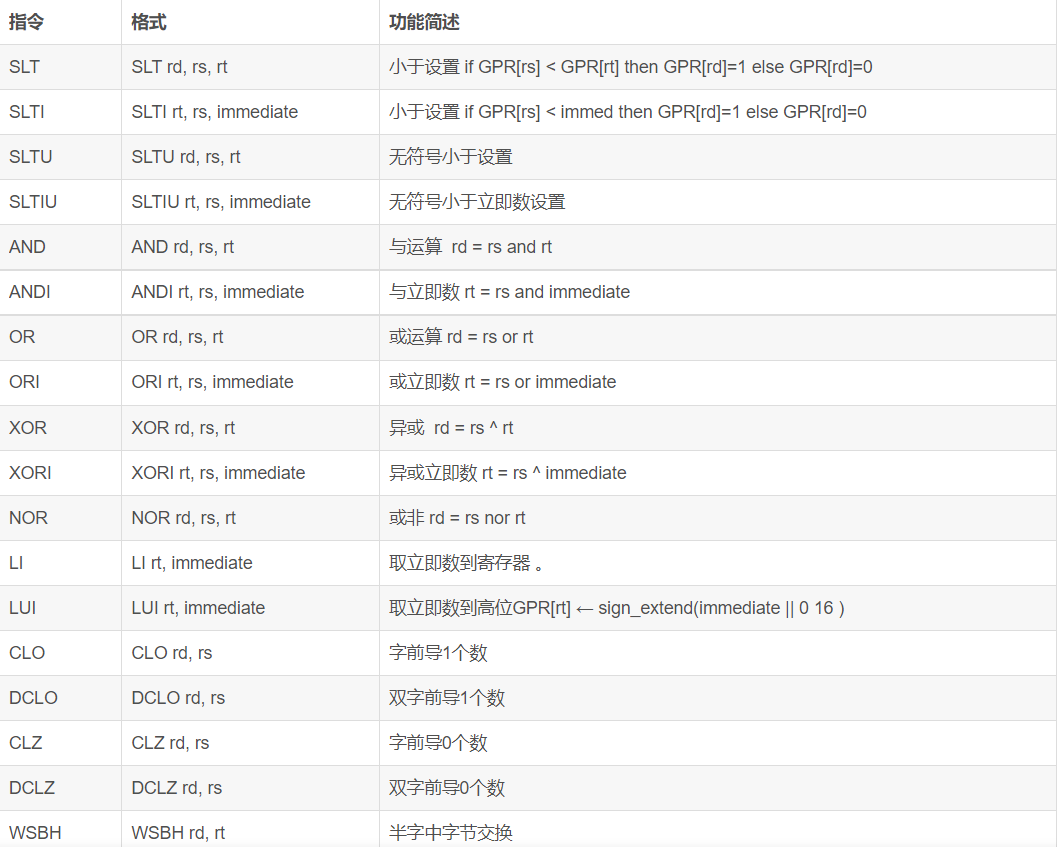 指令 格式 功能简述
SLT SLT rd, rs, rt 小于设置 if GPR[rs] < GPR[rt] then GPR[rd]=1 else GPR[rd]=0
SLTI SLTI rt, rs, immediate 小于设置 if GPR[rs] < immed then GPR[rd]=1 else GPR[rd]=0
SLTU SLTU rd, rs, rt 无符号小于设置
SLTIU SLTIU rt, rs, immediate 无符号小于立即数设置
AND AND rd, rs, rt 与运算 rd = rs and rt
ANDI ANDI rt, rs, immediate 与立即数 rt = rs and immediate
OR OR rd, rs, rt 或运算 rd = rs or rt
ORI ORI rt, rs, immediate 或立即数 rt = rs or immediate
XOR XOR rd, rs, rt 异或 rd = rs ^ rt
XORI XORI rt, rs, immediate 异或立即数 rt = rs ^ immediate
NOR NOR rd, rs, rt 或非 rd = rs nor rt
LI LI rt, immediate 取立即数到寄存器 。
LUI LUI rt, immediate 取立即数到高位GPR[rt] ← sign_extend(immediate || 0 16 )
CLO CLO rd, rs 字前导1个数
DCLO DCLO rd, rs 双字前导1个数
CLZ CLZ rd, rs 字前导0个数
DCLZ DCLZ rd, rs 双字前导0个数
WSBH WSBH rd, rt 半字中字节交换